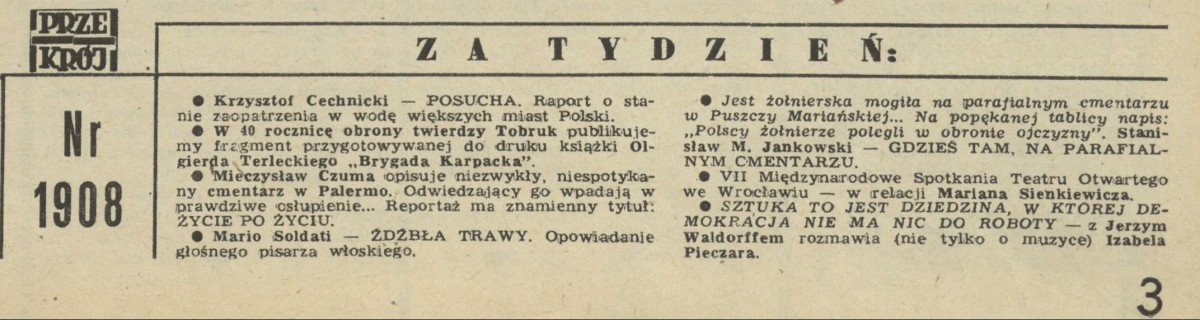 PRZE
KRÓJ
ZA TYDZIEŃ:
Nr
1908
● Krzysztof Cechnicki — POSUCHA. Raport o sta-
nie zaopatrzenia w wodę większych miast Polski.
● W 40 rocznicę obrony twierdzy Tobruk publikuje-
my fragment przygotowywanej do druku książki Ol-
gierda Terleckiego „Brygada Karpacka”.
● Mieczysław Czuma opisuje niezwykły, niespotyka-
ny cmentarz w Palermo. Odwiedzający go wpadają w
prawdziwe osłupienie... Reportaż ma znamienny tytuł:
ŻYCIE PO ŻYCIU.
● Mario Soldati — ŹDŹBŁA TRAWY. Opowiadanie
głośnego pisarza włoskiego.
● Jest żołnierska mogiła na parafialnym cmentarzu
w Puszczy Mariańskiej... Na popękanej tablicy napis:
„Polscy żołnierze polegli w obronie ojczyzny”. Stani-
sław M. Jankowski — GDZIEŚ TAM, NA PARAFIAL-
NYM CMENTARZU.
● VII Międzynarodowe Spotkania Teatru Otwartego
we Wrocławiu — w relacji Mariana Sienkiewicza.
● SZTUKA TO JEST DZIEDZINA, W KTÓREJ DE-
MOKRACJA NIE MA NIC DO ROBOTY — z Jerzym
Waldorffem rozmawia (nie tylko o muzyce) Izabela
Pieczara.
3